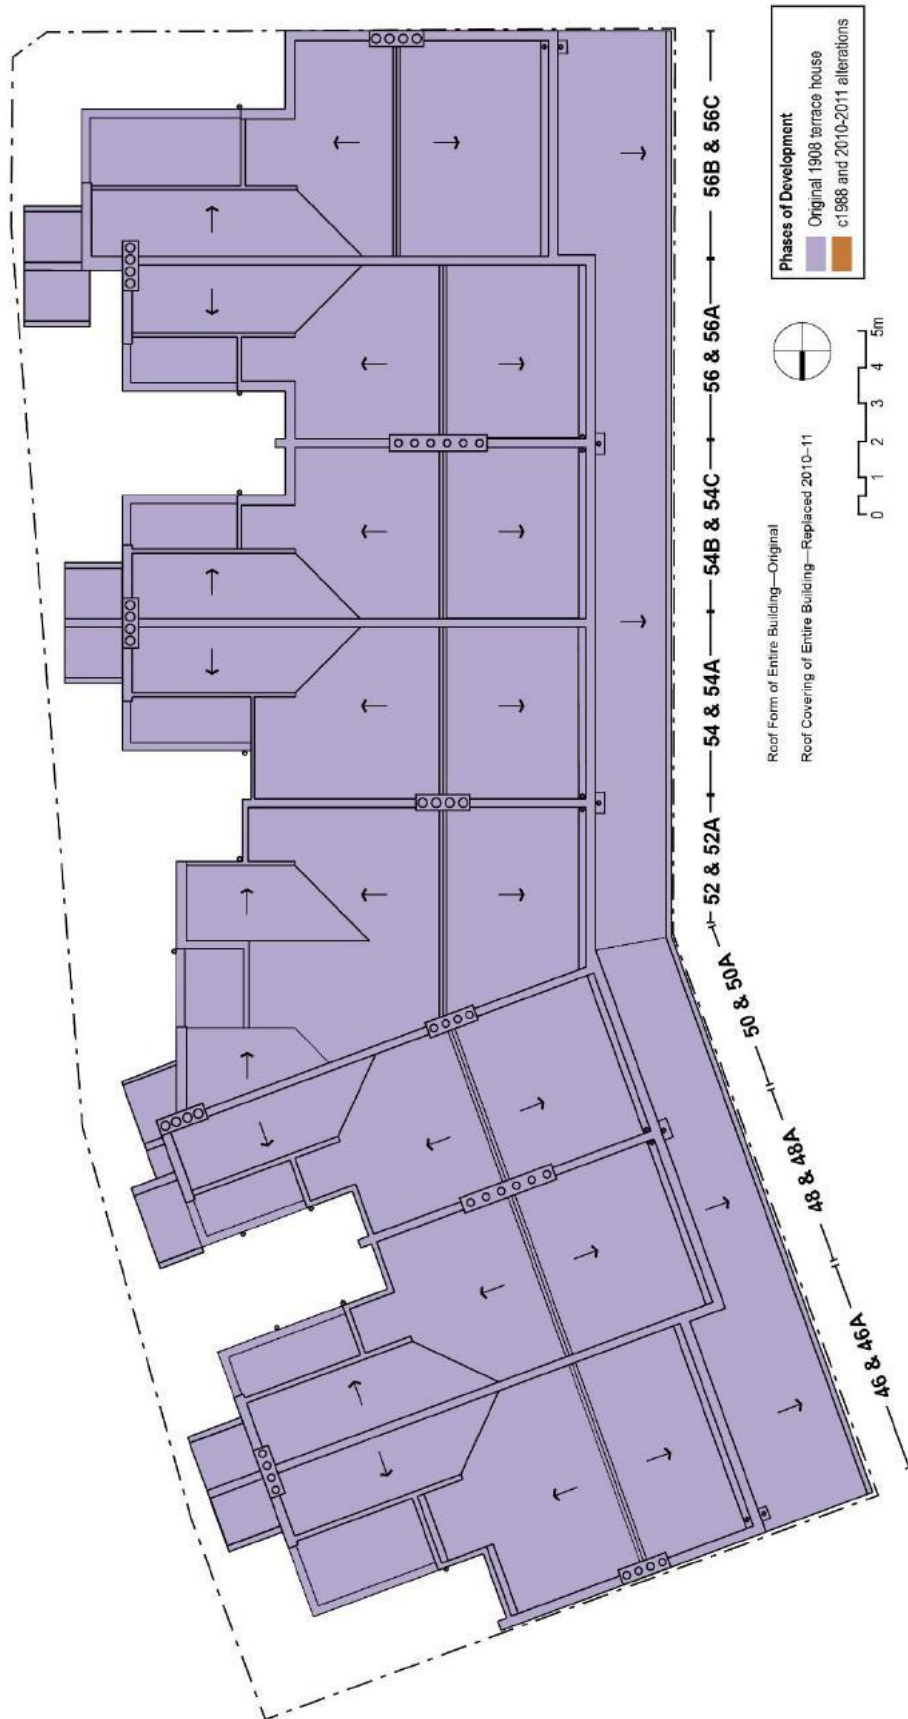 56B & 56C
56 & 56A
54B & 54C
54 & 54A
52 & 52A
50 & 50A
48 & 48A
46 & 46A
Phases of Development
Original 1908 terrace house
c1988 and 2010-2011 alterations
Roof Form of Entire Building—Original
Roof Covering of Entire Building—Replaced 2010–11
0 1 2 3 4 5m